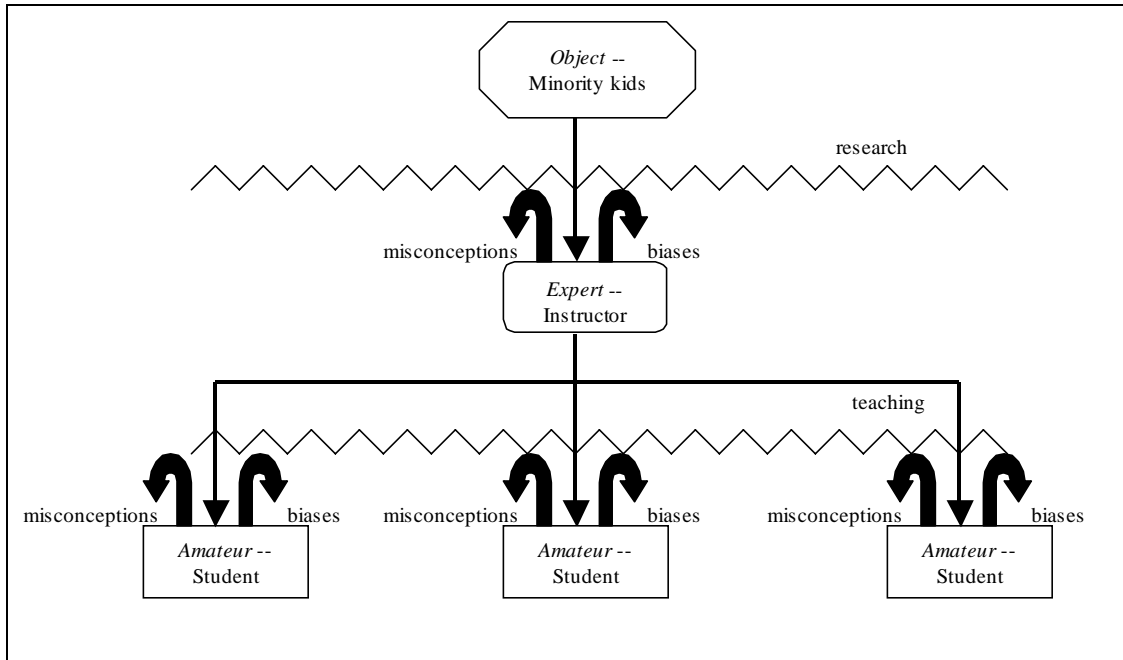 Object --
Minority kids
research
misconceptions
biases
Expert --
Instructor
teaching
misconceptions
biases
misconceptions
biases
misconceptions
biases
Amateur --
Student
Amateur --
Student
Amateur --
Student